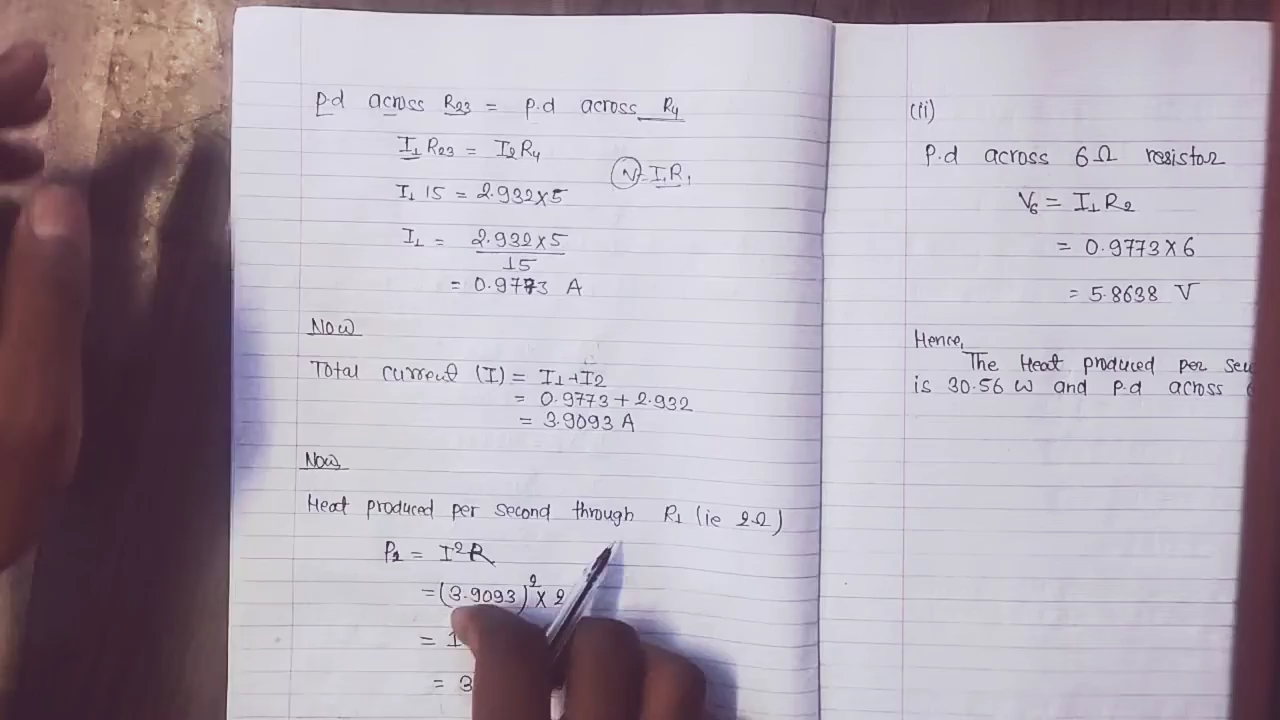 P.d across R23 = P.d across R4
I1 R23 = I2 R4
V = I R1
I1 15 = 2.932 x 5
I1 = 2.932 x 5
15
= 0.9773 A
Now
Total current (I) = I1 + I2
= 0.9773 + 2.932
= 3.9093 A
Now,
Heat produced per second through R1 (ie 2Ω)
P2 = I²R
= (3.9093)² x 2
= 1
= 3
(ii)
P.d across 6Ω resistor
V6 = I1 R2
= 0.9773 x 6
= 5.8638 V
Hence,
The Heat produced per
is 30.56 W and p.d across